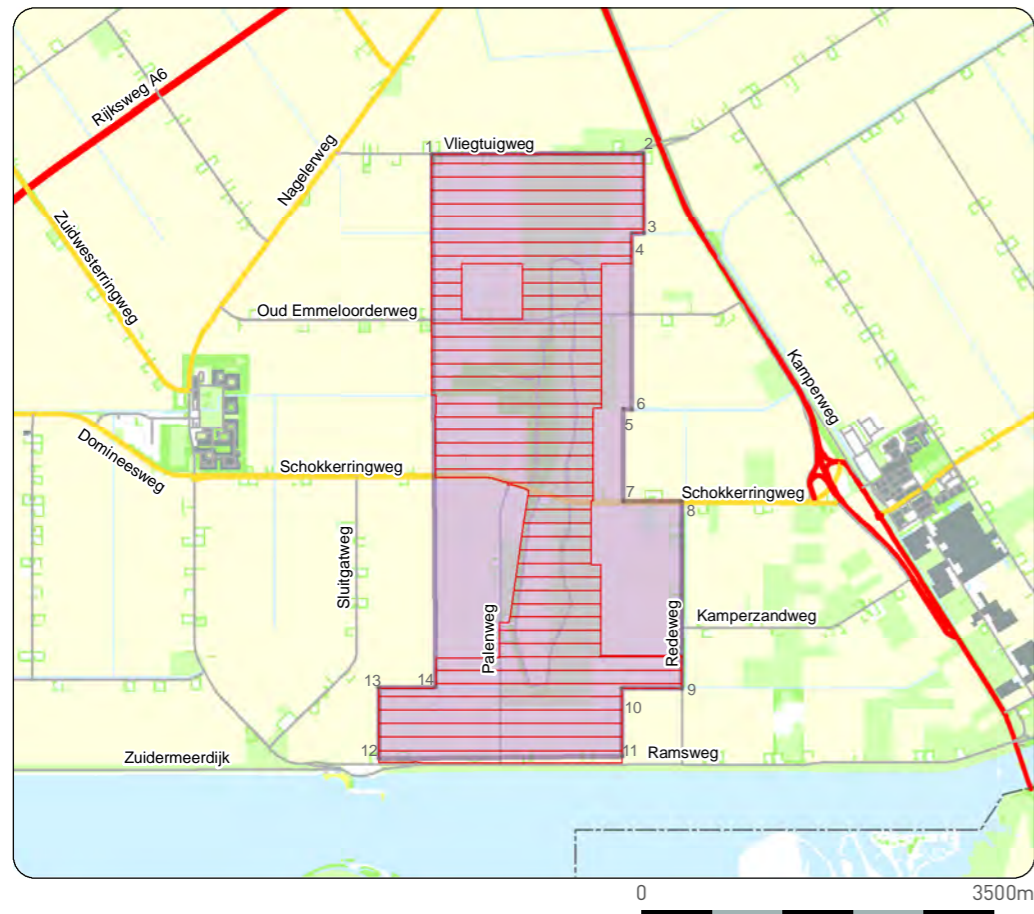 Rijksweg A6
Nagelerweg
1
Vliegtuigweg
2
Zuidwesterringweg
3
4
Oud Emmeloorderweg
Kamperweg
6
5
Domineesweg
Schokkerringweg
7
Schokkerringweg
8
Sluitgatweg
Palenweg
Redeweg
Kamperzandweg
13
14
9
10
12
11
Zuidermeerdijk
Ramsweg
0
3500m